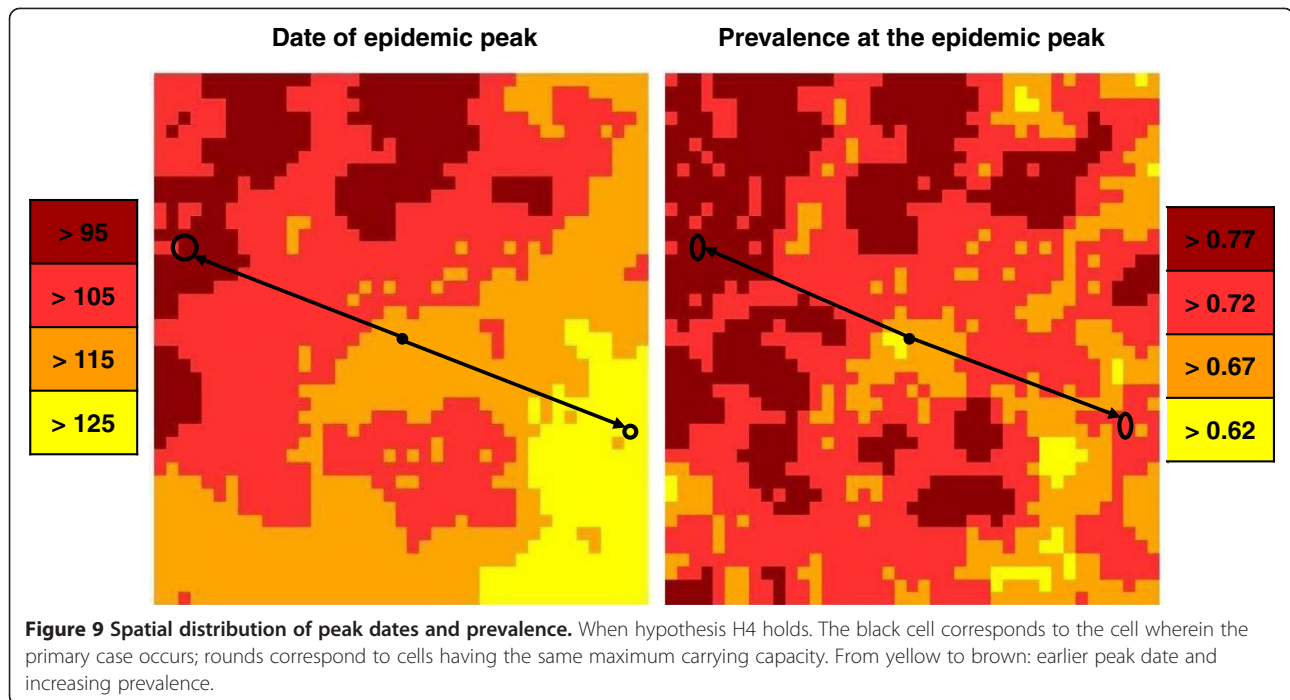 Date of epidemic peak
Prevalence at the epidemic peak
> 95
> 105
> 115
> 125
> 0.77
> 0.72
> 0.67
> 0.62
Figure 9 Spatial distribution of peak dates and prevalence. When hypothesis H4 holds. The black cell corresponds to the cell wherein the
primary case occurs; rounds correspond to cells having the same maximum carrying capacity. From yellow to brown: earlier peak date and
increasing prevalence.